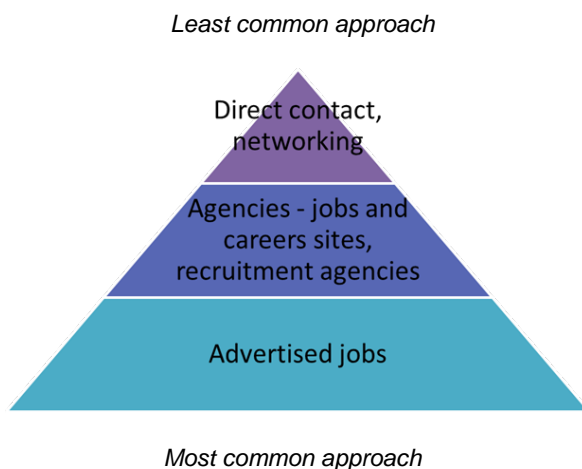 Least common approach
Direct contact,
networking
Agencies - jobs and
careers sites,
recruitment agencies
Advertised jobs
Most common approach